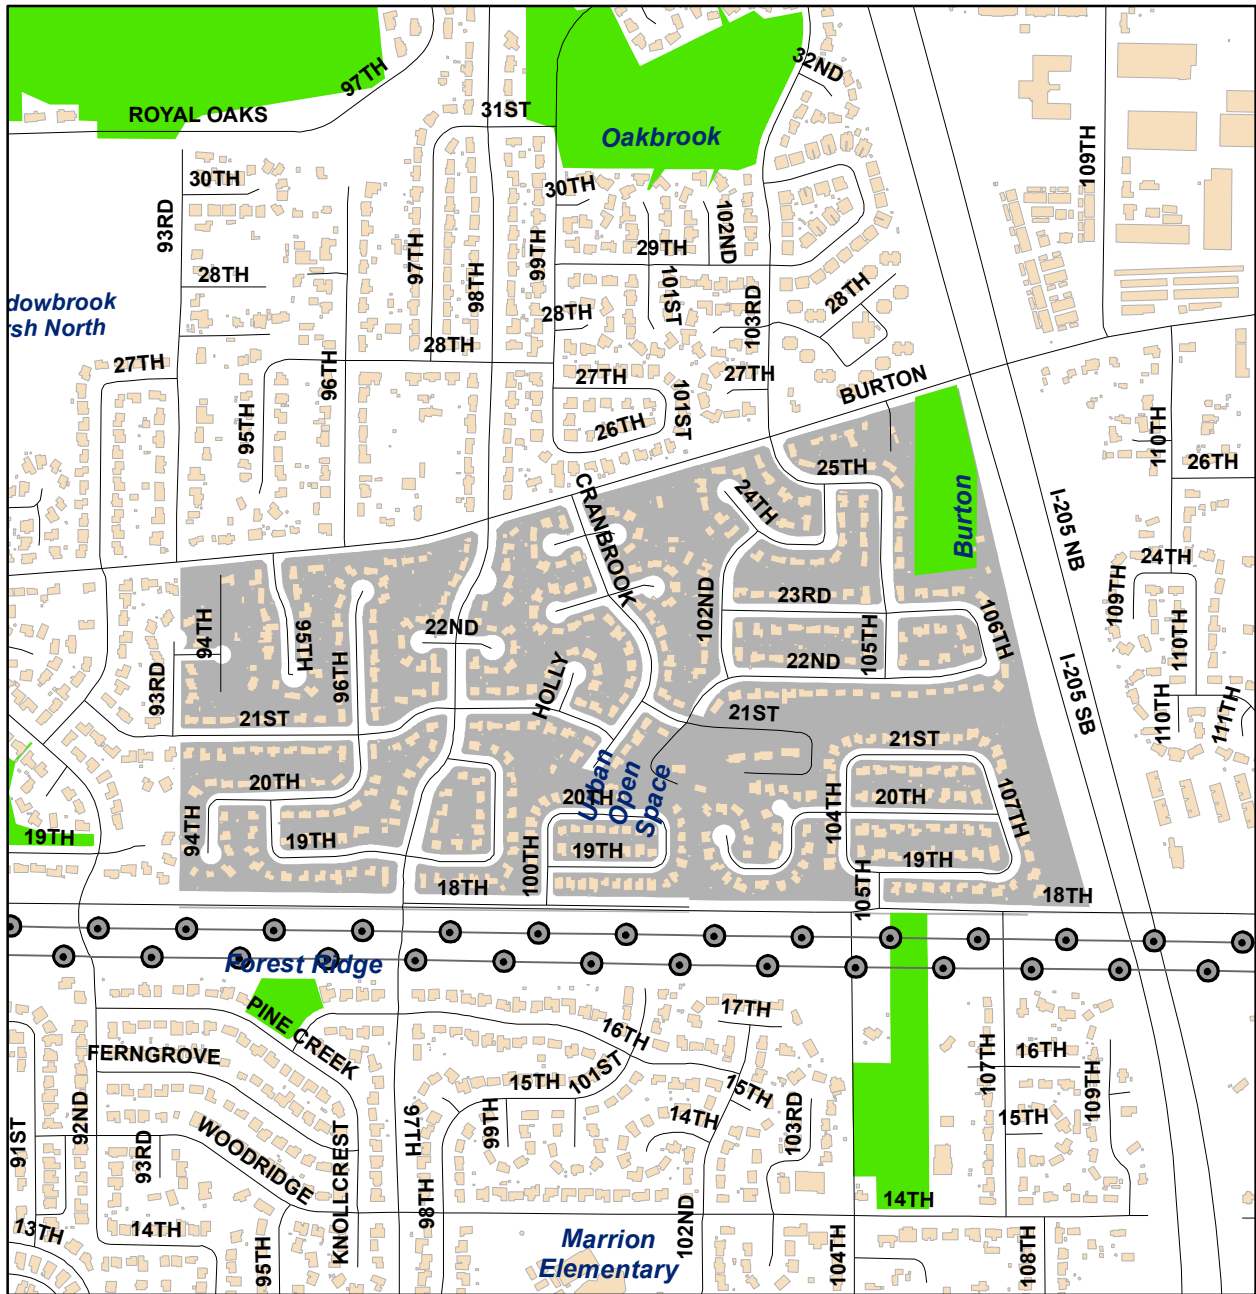 32ND
97TH
ROYAL OAKS
31ST
Oakbrook
109TH
30TH
30TH
93RD
102ND
97TH
98TH
99TH
29TH
28TH
101ST
28TH
dowbrook
rsh North
28TH
103RD
28TH
27TH
96TH
27TH
27TH
BURTON
95TH
26TH
101ST
110TH
26TH
25TH
CRANBROOK
24TH
Burton
I-205 NB
24TH
94TH
95TH
22ND
102ND
23RD
105TH
106TH
109TH
110TH
93RD
96TH
HOLLY
22ND
I-205 SB
21ST
21ST
110TH
111TH
21ST
20TH
Urban
Open
Space
20TH
20TH
107TH
94TH
19TH
19TH
100TH
19TH
104TH
19TH
18TH
105TH
18TH
Forest Ridge
PINE CREEK
17TH
16TH
16TH
FERNGROVE
15TH
101ST
15TH
107TH
109TH
91ST
92ND
97TH
99TH
14TH
103RD
15TH
93RD
WOODRIDGE
KNOLLCREST
98TH
14TH
13TH
14TH
95TH
Marrion
Elementary
102ND
104TH
108TH